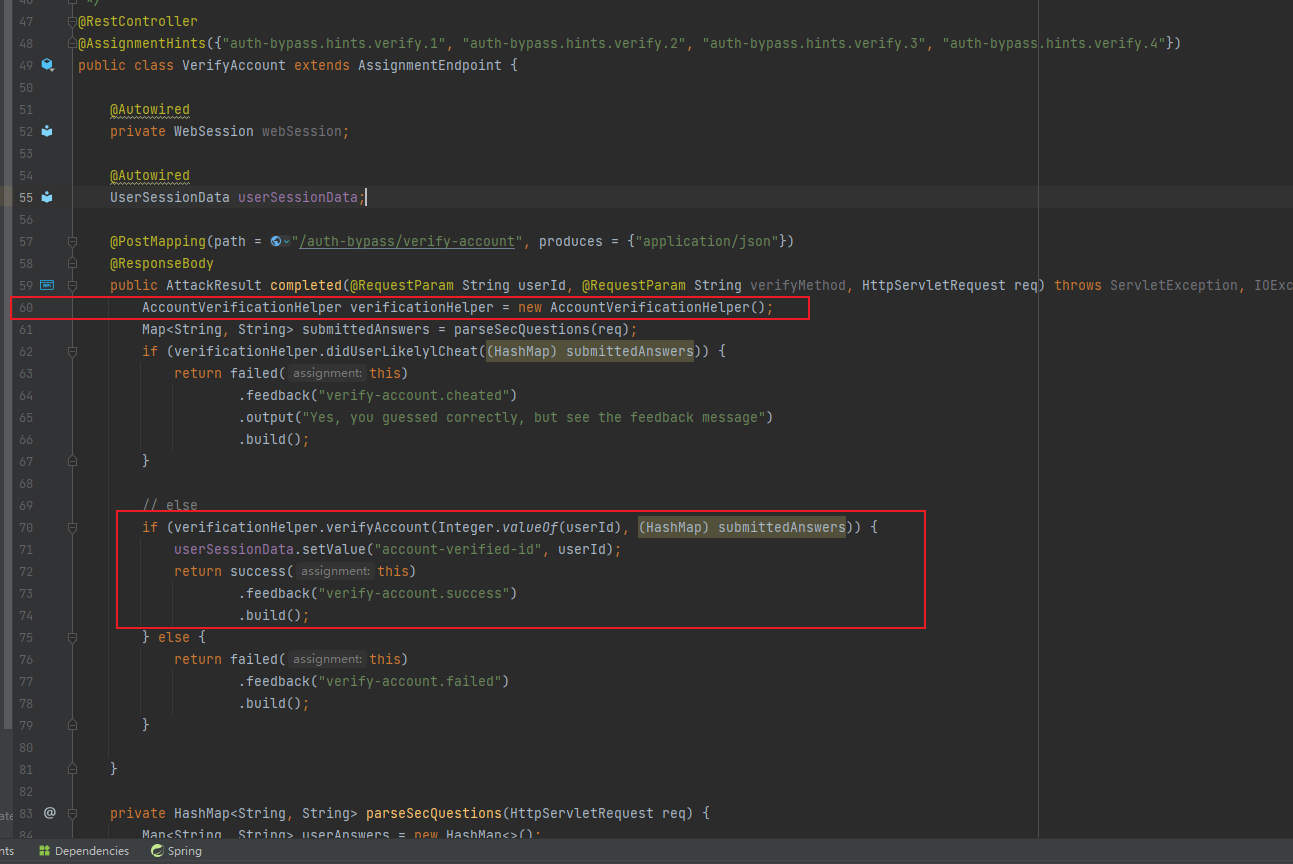 47 @RestController
48 @AssignmentHints({"auth-bypass.hints.verify.1", "auth-bypass.hints.verify.2", "auth-bypass.hints.verify.3", "auth-bypass.hints.verify.4"})
49 public class VerifyAccount extends AssignmentEndpoint {
50
51 @Autowired
52 private WebSession webSession;
53
54 @Autowired
55 UserSessionData userSessionData;
56
57 @PostMapping(path = "/auth-bypass/verify-account", produces = {"application/json"})
58 @ResponseBody
59 public AttackResult completed(@RequestParam String userId, @RequestParam String verifyMethod, HttpServletRequest req) throws ServletException, IOExc
60 AccountVerificationHelper verificationHelper = new AccountVerificationHelper();
61 Map<String, String> submittedAnswers = parseSecQuestions(req);
62 if (verificationHelper.didUserLikelylCheat((HashMap) submittedAnswers)) {
63 return failed( assignment: this)
64 .feedback("verify-account.cheated")
65 .output("Yes, you guessed correctly, but see the feedback message")
66 .build();
67 }
68
69 // else
70 if (verificationHelper.verifyAccount(Integer.valueOf(userId), (HashMap) submittedAnswers)) {
71 userSessionData.setValue("account-verified-id", userId);
72 return success( assignment: this)
73 .feedback("verify-account.success")
74 .build();
75 } else {
76 return failed( assignment: this)
77 .feedback("verify-account.failed")
78 .build();
79 }
80
81 }
82
83 @ private HashMap<String, String> parseSecQuestions(HttpServletRequest req) {
84 Map<String, String> userAnswers = new HashMap<>();
nts Dependencies Spring